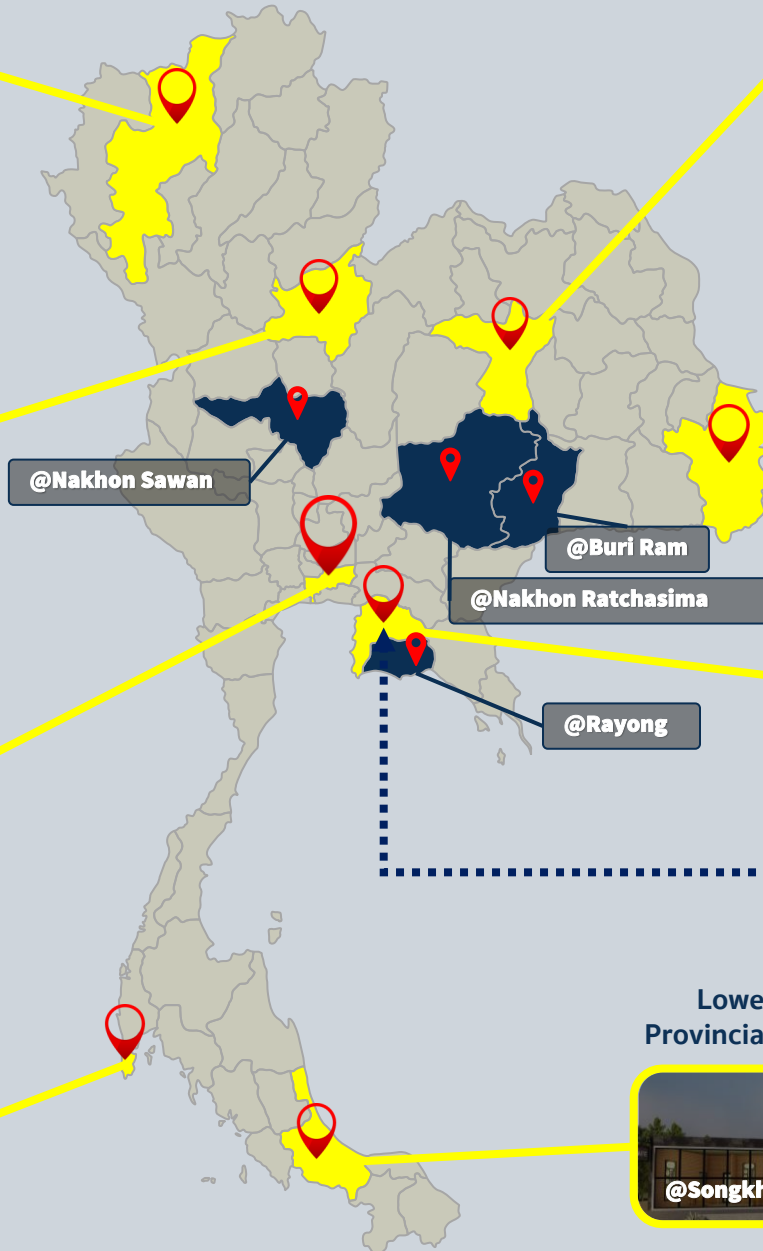 @Nakhon Sawan
@Buri Ram
@Nakhon Ratchasima
@Rayong
Lowe
Provincia
@Songkh